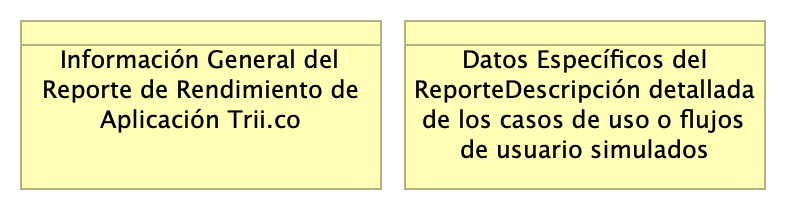 Información General del
Reporte de Rendimiento de
Aplicación Trii.co
Datos Específicos del
ReporteDescripción detallada
de los casos de uso o flujos
de usuario simulados